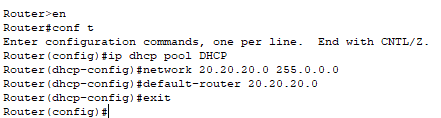 Router>en
Router#conf t
Enter configuration commands, one per line.  End with CNTL/Z.
Router(config)#ip dhcp pool DHCP
Router(dhcp-config)#network 20.20.20.0 255.0.0.0
Router(dhcp-config)#default-router 20.20.20.0
Router(dhcp-config)#exit
Router(config)#